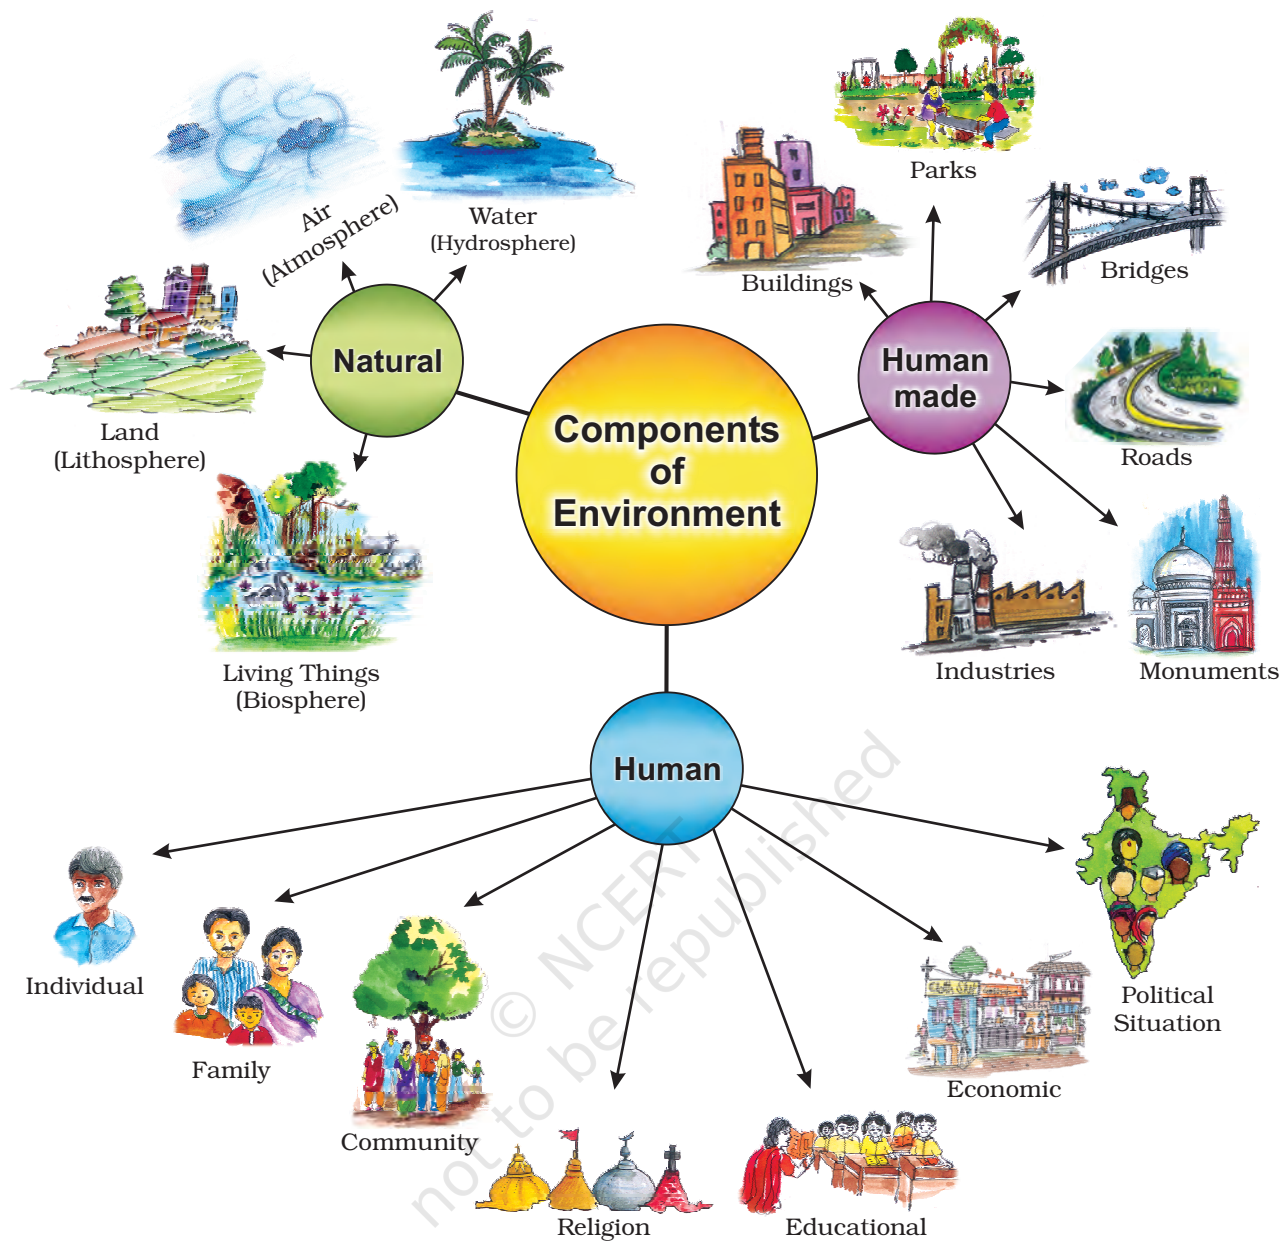 Air
(Atmosphere)
Water
(Hydrosphere)
Land
(Lithosphere)
Natural
Living Things
(Biosphere)
Components
of
Environment
Parks
Buildings
Bridges
Human
made
Roads
Industries
Monuments
Human
Individual
Family
Community
Religion
Educational
Economic
Political
Situation
© NCERT
not to be republished